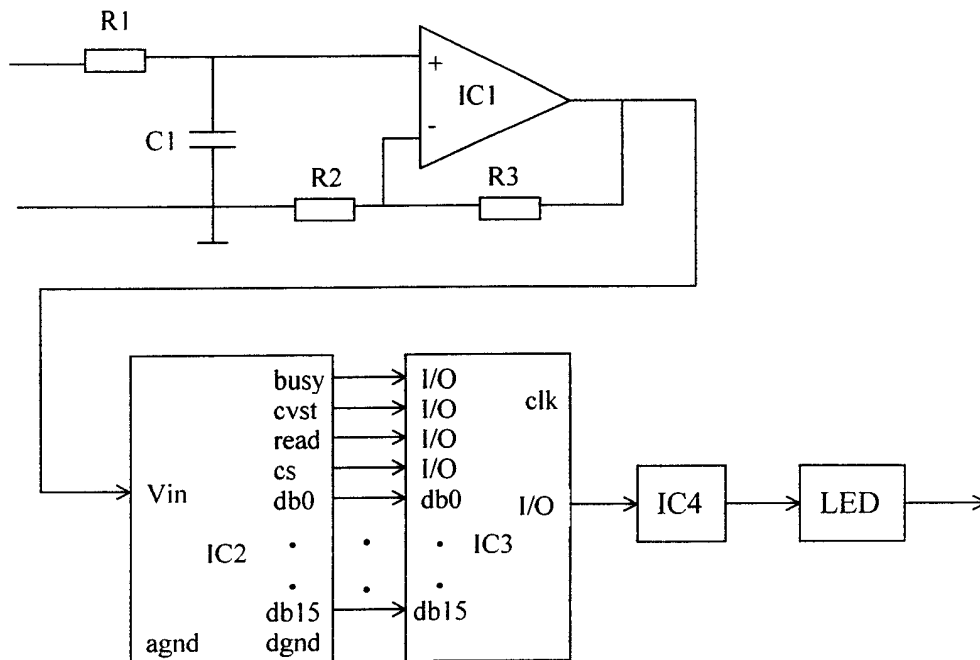 R1
+
IC1
-
C1
R2
R3
busy I/O
clk
cvst I/O
read I/O
cs I/O
Vin
db0 db0
I/O
IC4
LED
IC2
IC3
db15 db15
agnd dgnd